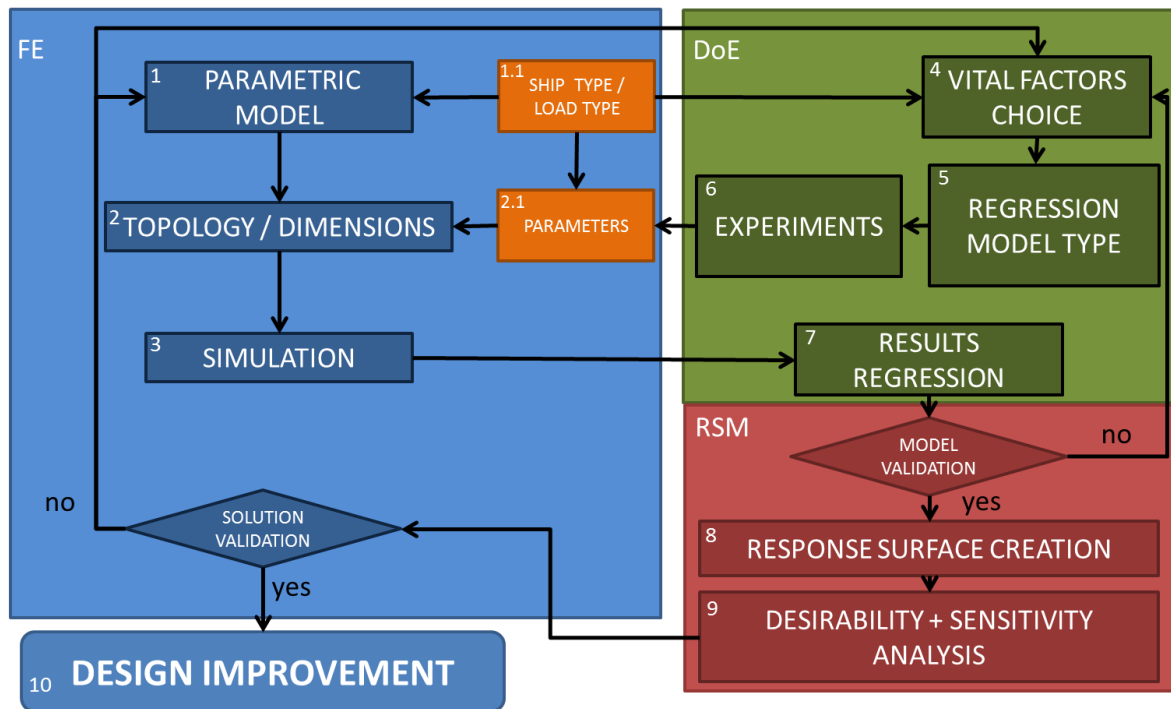 FE
1
PARAMETRIC
MODEL
1.1
SHIP TYPE /
LOAD TYPE
2
TOPOLOGY / DIMENSIONS
2.1
PARAMETERS
3
SIMULATION
no
SOLUTION
VALIDATION
yes
10
DESIGN IMPROVEMENT
DoE
4
VITAL FACTORS
CHOICE
5
REGRESSION
MODEL TYPE
6
EXPERIMENTS
7
RESULTS
REGRESSION
RSM
MODEL
VALIDATION
no
yes
8
RESPONSE SURFACE CREATION
9
DESIRABILITY + SENSITIVITY
ANALYSIS